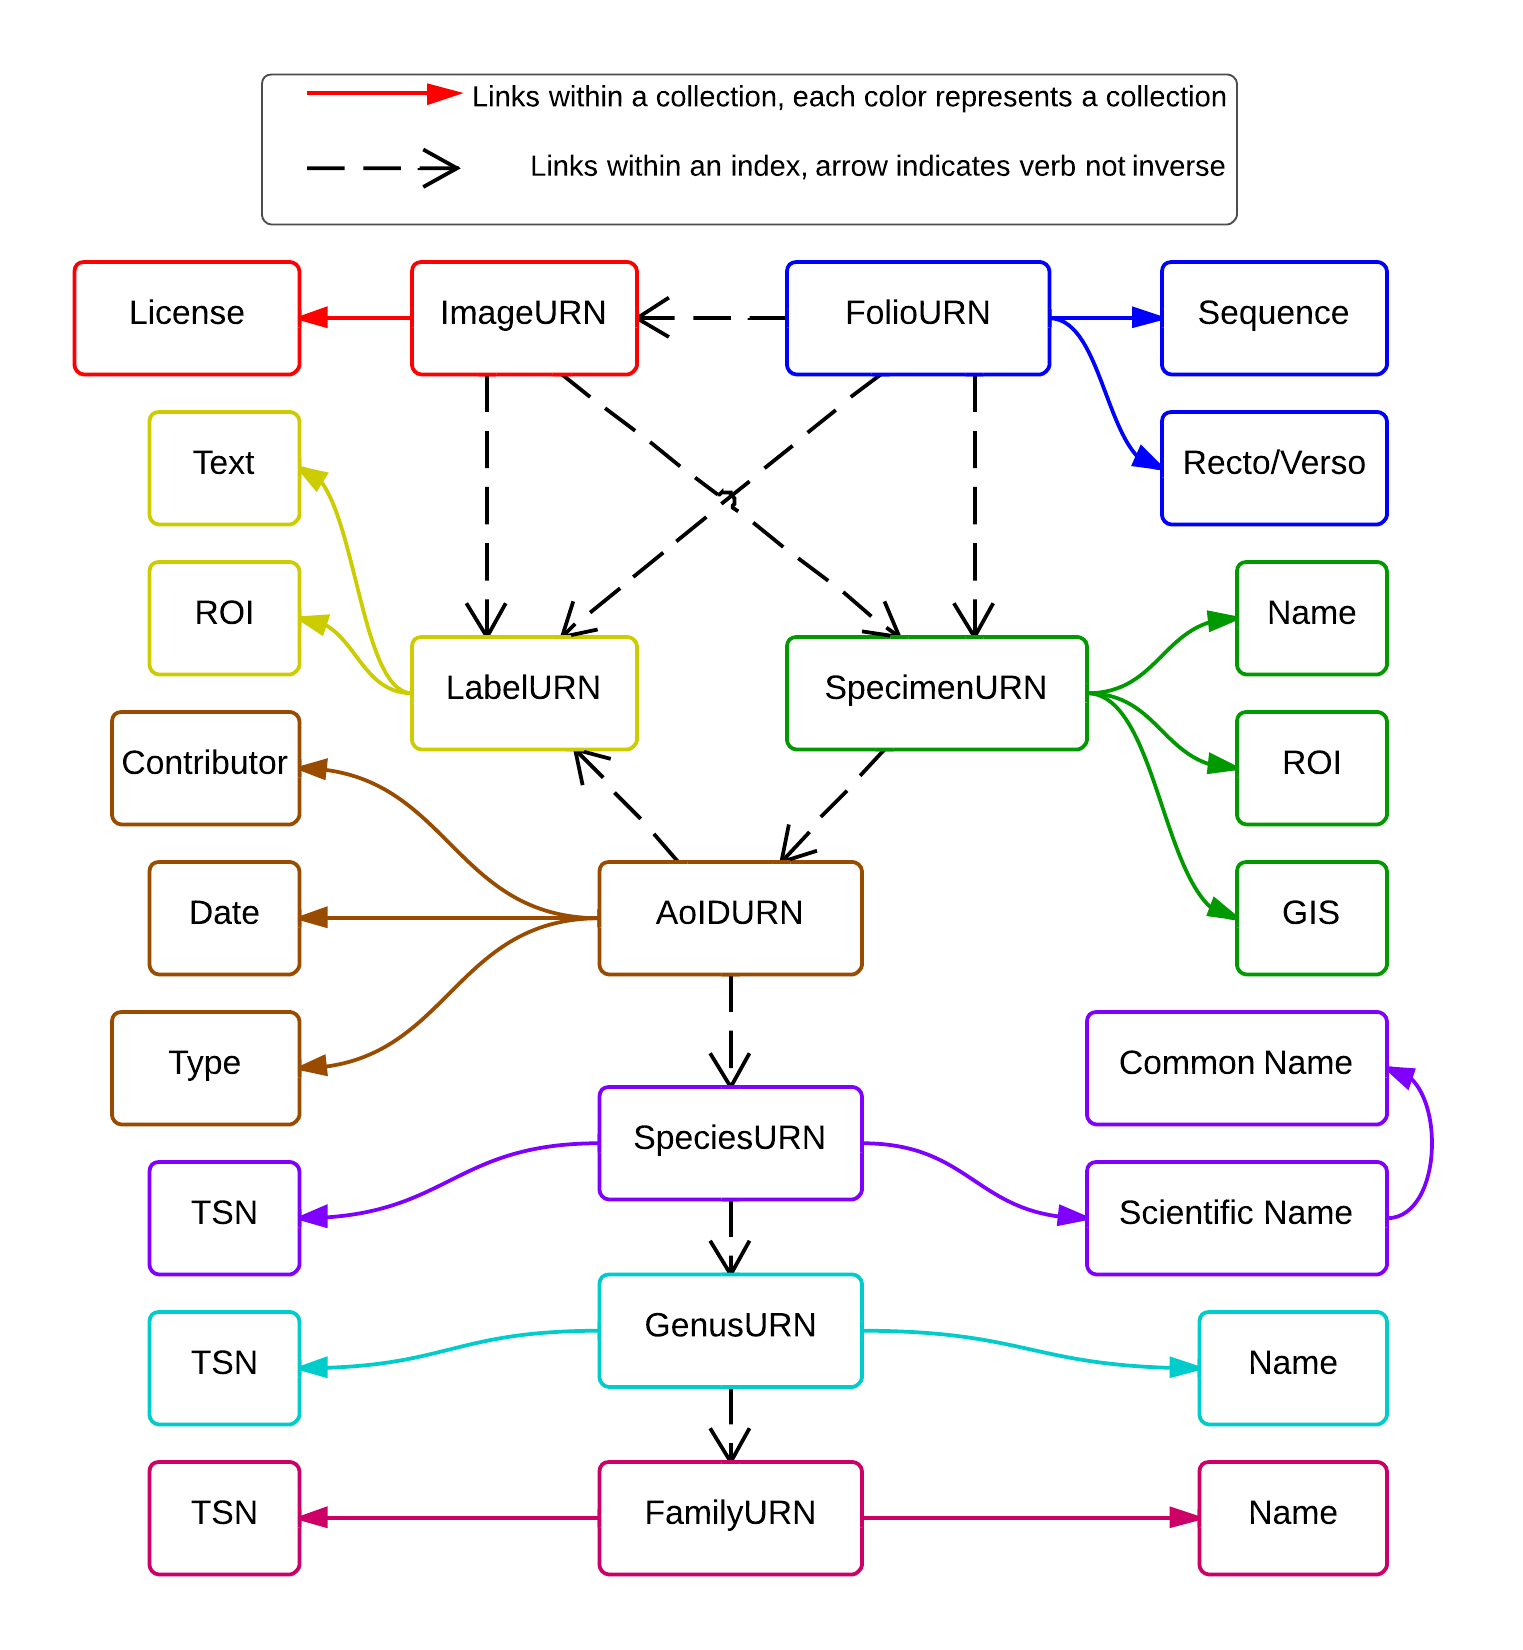 Links within a collection, each color represents a collection
Links within an index, arrow indicates verb not inverse
License
ImageURN
FolioURN
Sequence
Text
Recto/Verso
ROI
Name
LabelURN
SpecimenURN
Contributor
ROI
Date
AoIDURN
GIS
Type
Common Name
SpeciesURN
TSN
Scientific Name
GenusURN
TSN
Name
TSN
FamilyURN
Name